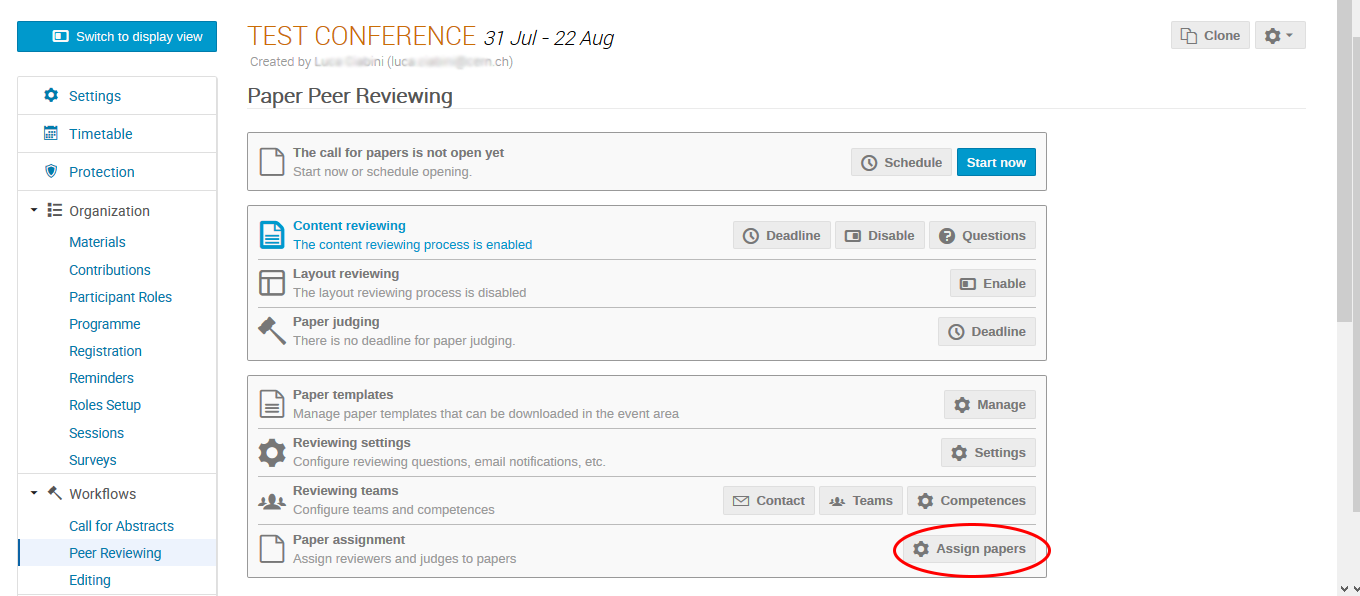 Switch to display view
TEST CONFERENCE 31 Jul - 22 Aug
Clone
Created by
Settings
Timetable
Protection
Organization
Materials
Contributions
Participant Roles
Programme
Registration
Reminders
Roles Setup
Sessions
Surveys
Workflows
Call for Abstracts
Peer Reviewing
Editing
Paper Peer Reviewing
The call for papers is not open yet
Start now or schedule opening.
Schedule
Start now
Content reviewing
The content reviewing process is enabled
Deadline
Disable
Questions
Layout reviewing
The layout reviewing process is disabled
Enable
Paper judging
There is no deadline for paper judging.
Deadline
Paper templates
Manage paper templates that can be downloaded in the event area
Manage
Reviewing settings
Configure reviewing questions, email notifications, etc.
Settings
Reviewing teams
Configure teams and competences
Contact
Teams
Competences
Paper assignment
Assign reviewers and judges to papers
Assign papers